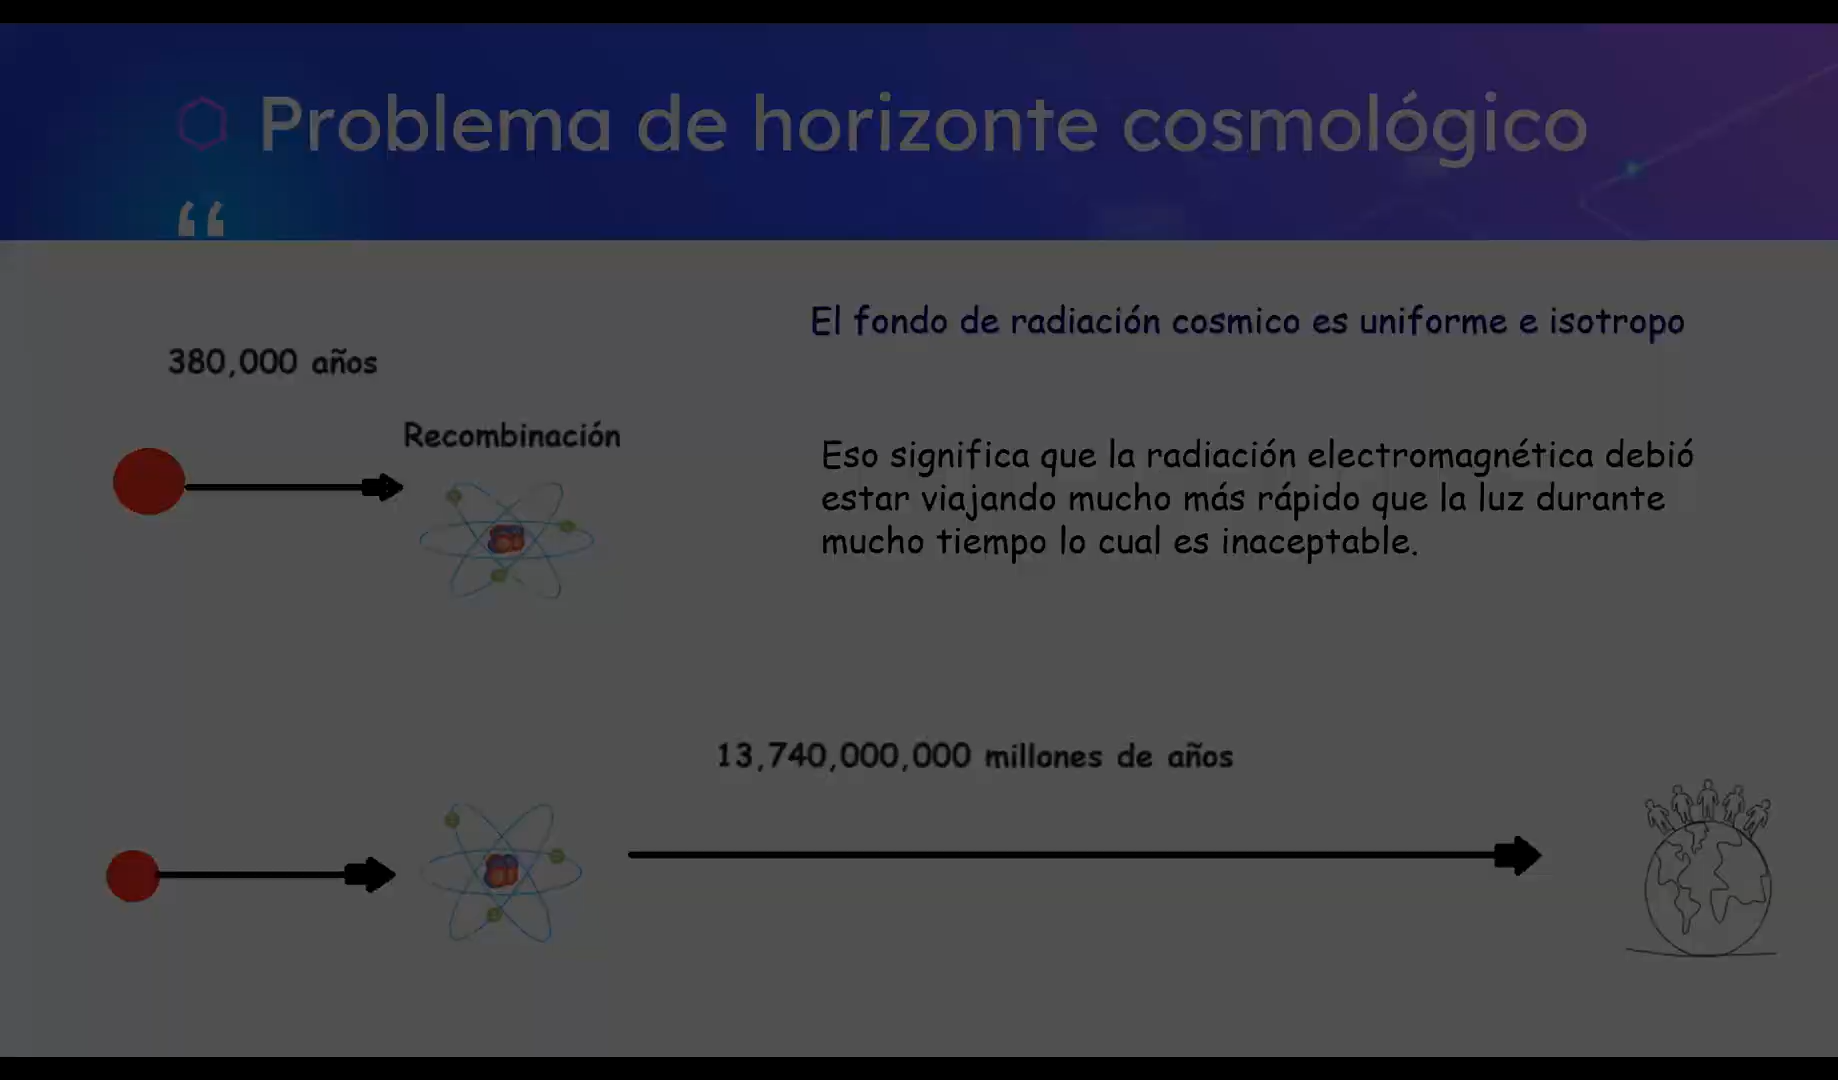 Problema de horizonte cosmológico
“
El fondo de radiación cosmico es uniforme e isotropo
380,000 años
Recombinación
Eso significa que la radiación electromagnética debió
estar viajando mucho más rápido que la luz durante
mucho tiempo lo cual es inaceptable.
13,740,000,000 millones de años